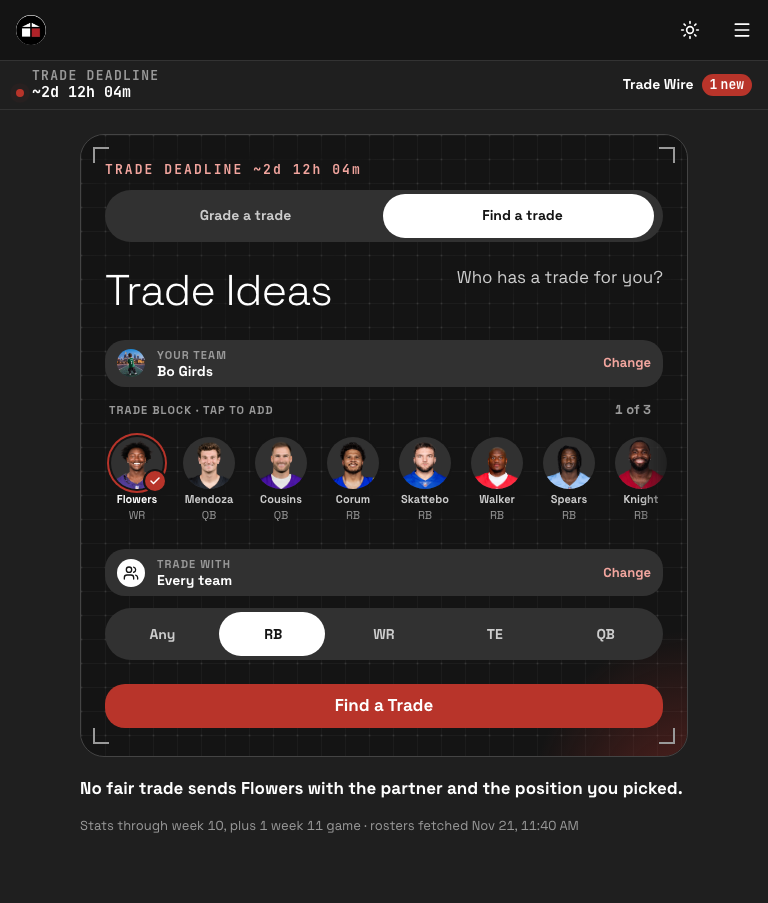 TRADE DEADLINE
~2d 12h 04m
Trade Wire 1 new
TRADE DEADLINE ~2d 12h 04m
Grade a trade Find a trade
Trade Ideas
Who has a trade for you?
YOUR TEAM
Bo Girds
Change
TRADE BLOCK · TAP TO ADD 1 of 3
Flowers Mendoza Cousins Corum Skattebo Walker Spears Knight
WR QB QB RB RB RB RB RB
TRADE WITH
Every team
Change
Any RB WR TE QB
Find a Trade
No fair trade sends Flowers with the partner and the position you picked.
Stats through week 10, plus 1 week 11 game · rosters fetched Nov 21, 11:40 AM